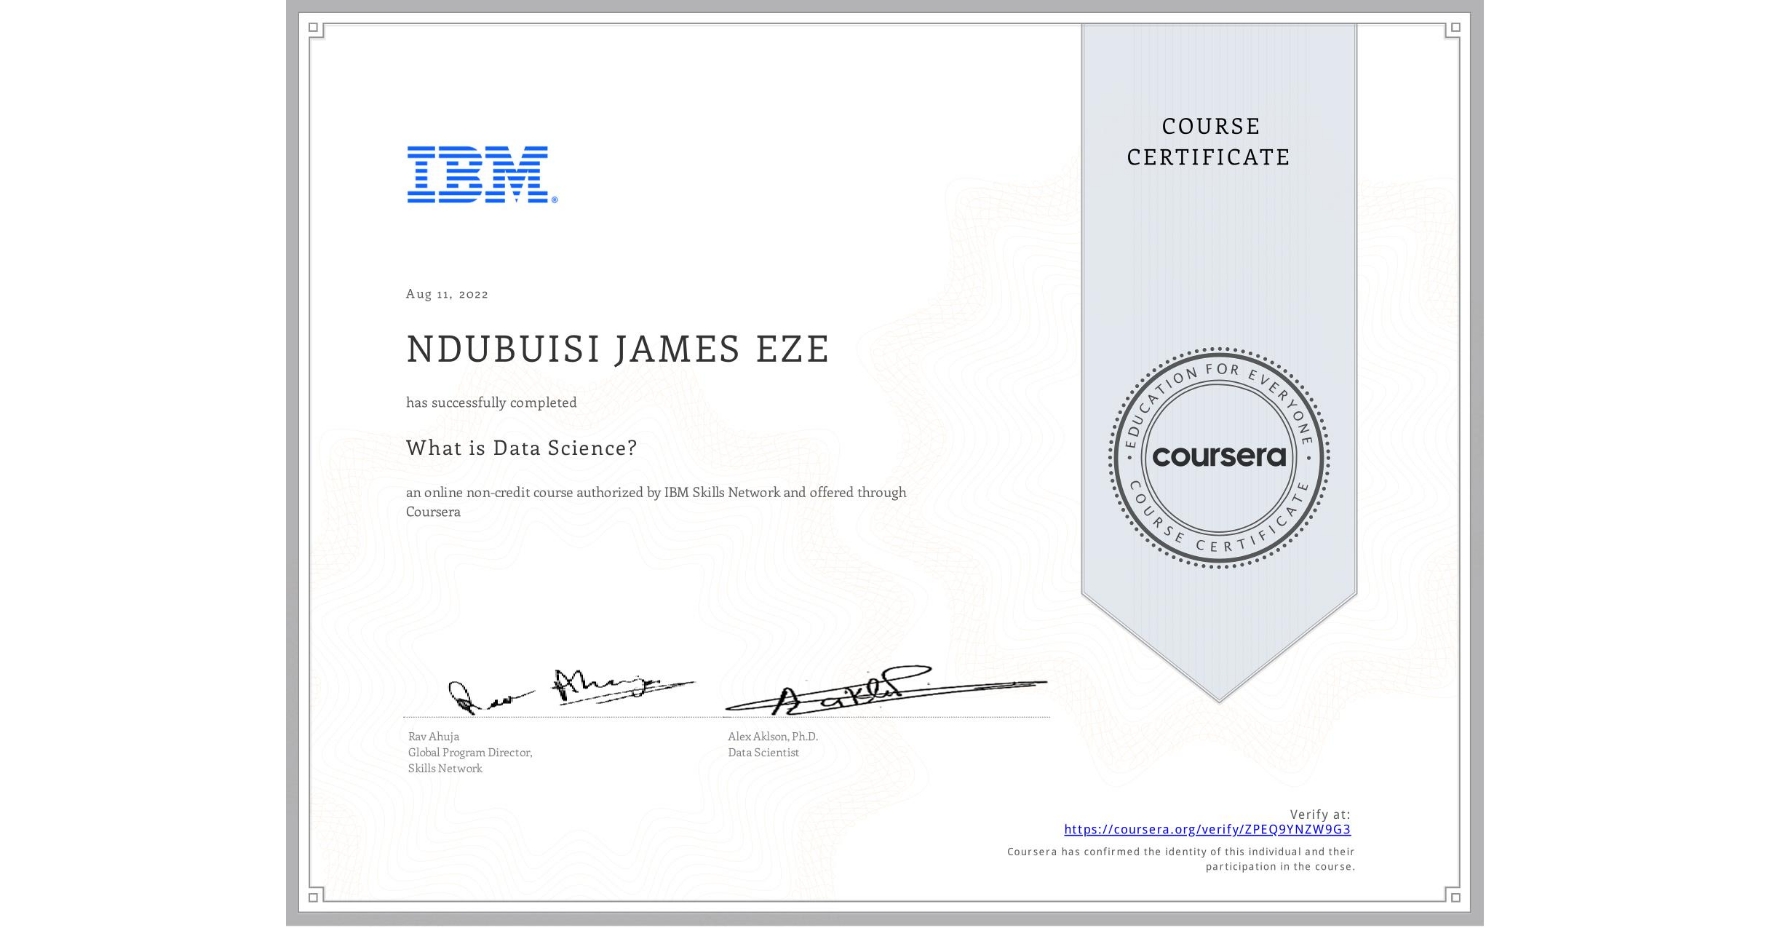 IBM®
COURSE
CERTIFICATE
Aug 11, 2022
NDUBUISI JAMES EZE
has successfully completed
What is Data Science?
an online non-credit course authorized by IBM Skills Network and offered through
Coursera
EDUCATION FOR EVERYONE
coursera
COURSE CERTIFICATE
Rav Ahuja
Global Program Director,
Skills Network
Alex Aklson, Ph.D.
Data Scientist
Verify at:
https://coursera.org/verify/ZPEQ9YNZW9G3
Coursera has confirmed the identity of this individual and their
participation in the course.